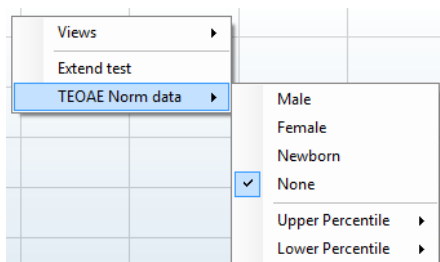 Views
Extend test
TEOAE Norm data
Male
Female
Newborn
None
Upper Percentile
Lower Percentile